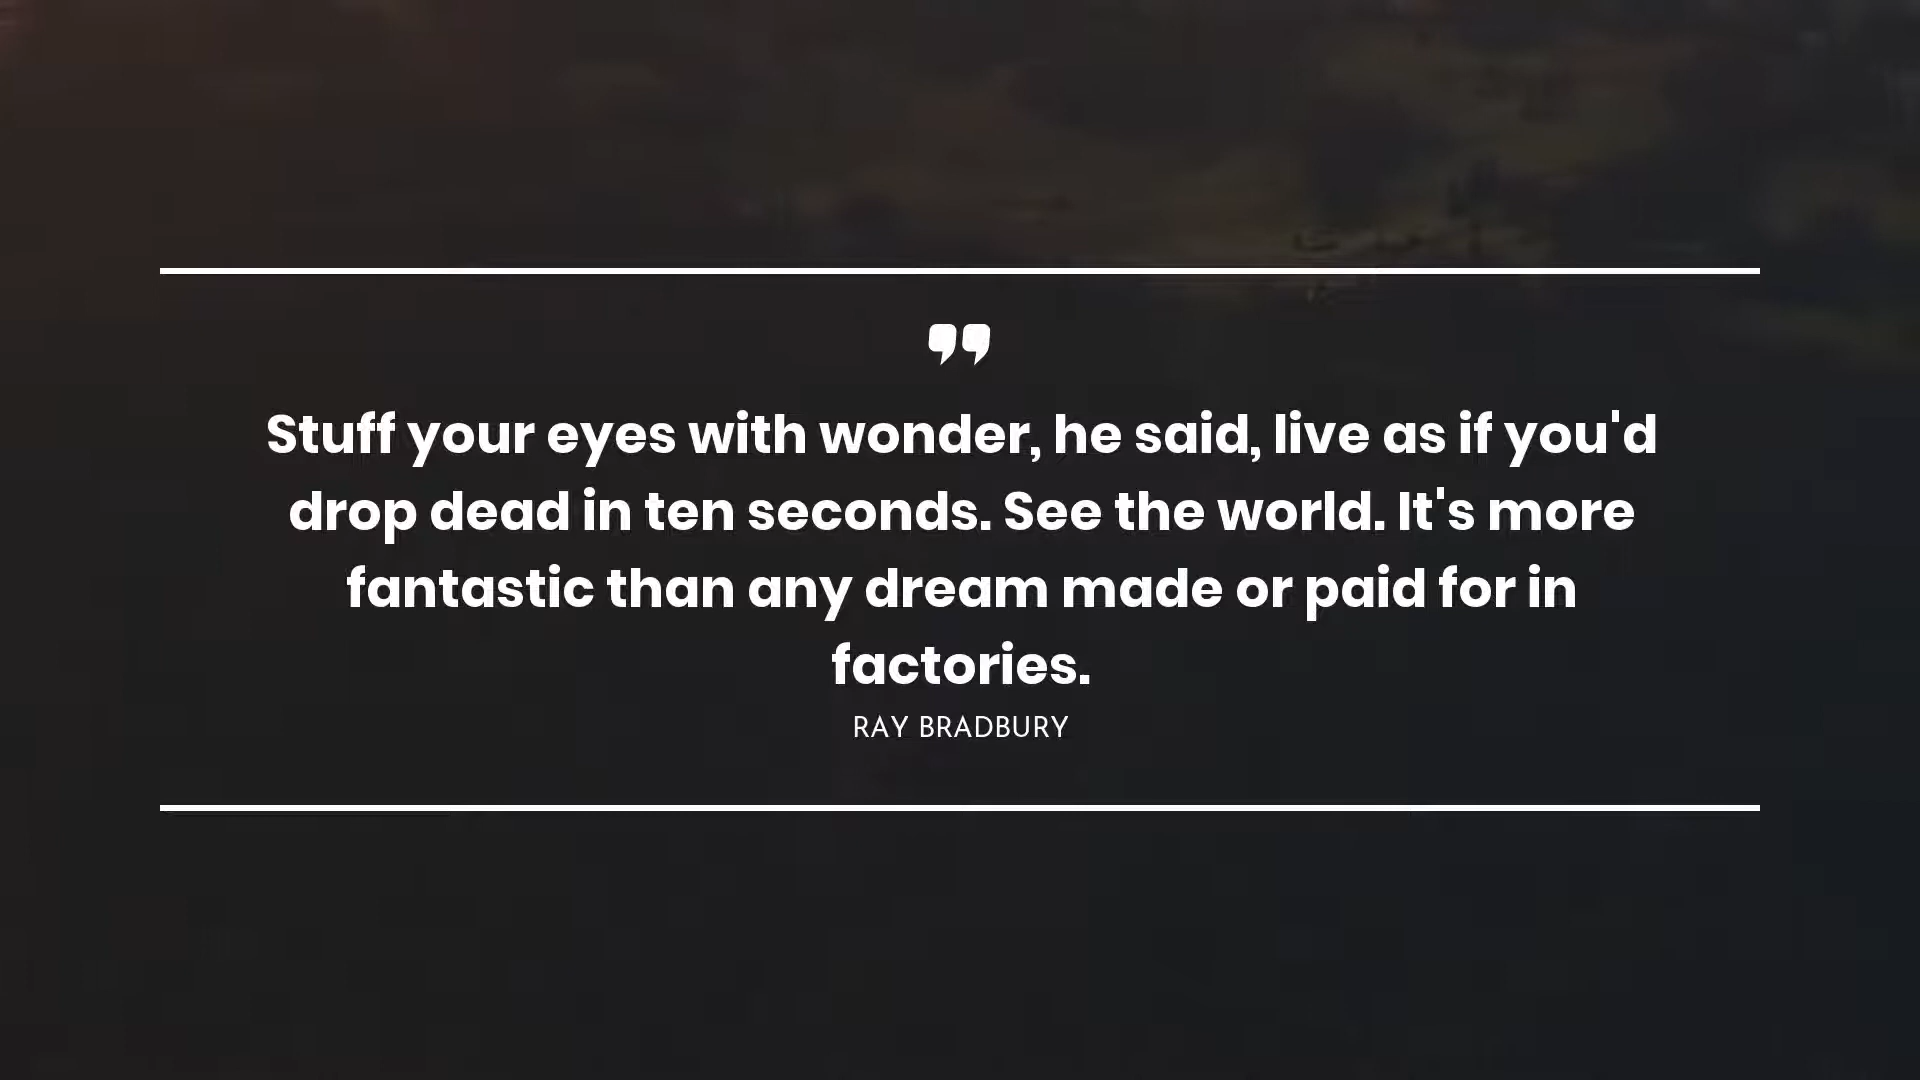 ❞
Stuff your eyes with wonder, he said, live as if you'd
drop dead in ten seconds. See the world. It's more
fantastic than any dream made or paid for in
factories.
RAY BRADBURY